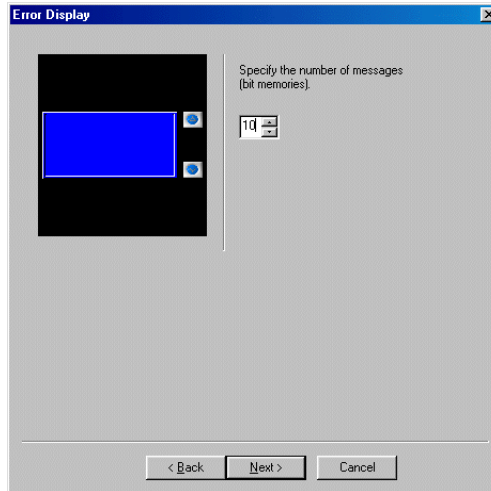 Error Display
Specify the number of messages
(bit memories).
10
< Back
Next >
Cancel